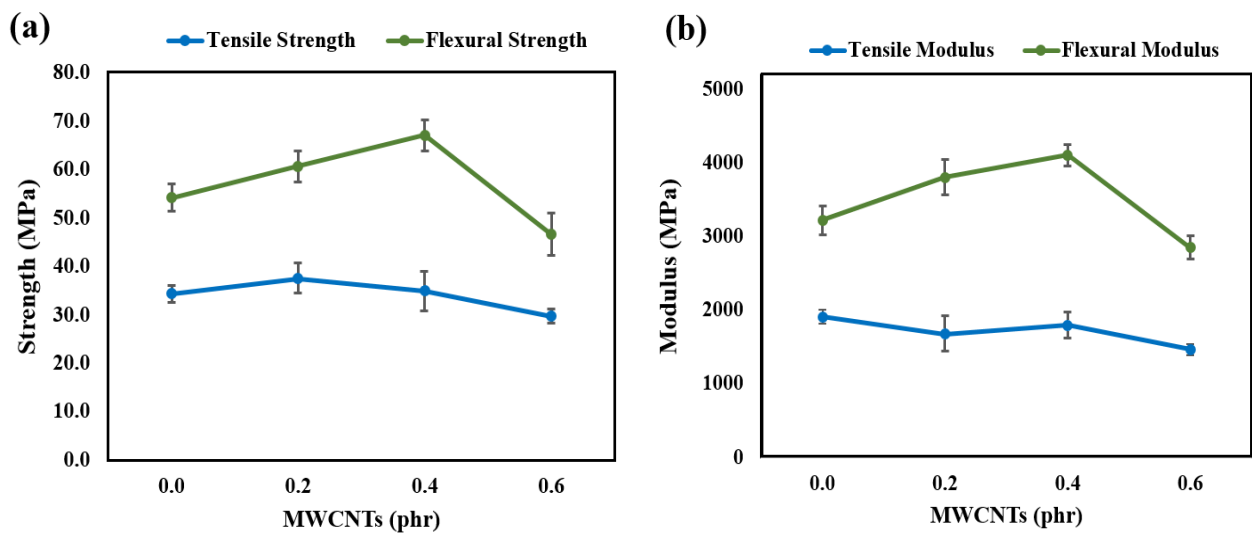 (a)
Tensile Strength
Flexural Strength
80.0
70.0
60.0
50.0
40.0
30.0
20.0
10.0
0.0
Strength (MPa)
0.0 0.2 0.4 0.6
MWCNTs (phr)
(b)
Tensile Modulus
Flexural Modulus
5000
4000
3000
2000
1000
0
Modulus (MPa)
0.0 0.2 0.4 0.6
MWCNTs (phr)